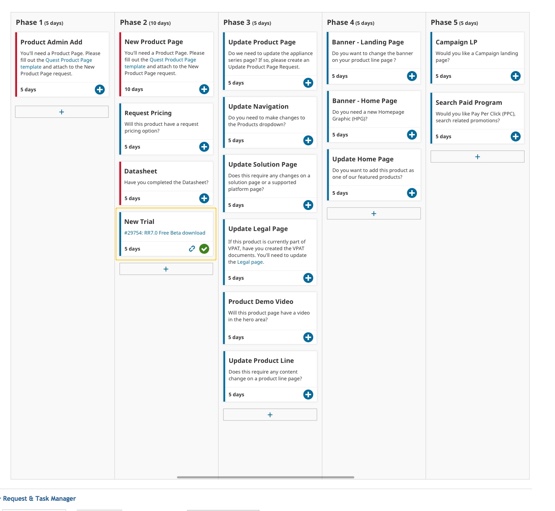 Phase 1 (5 days)
Product Admin Add
You'll need a Product Page. Please
fill out the Quest Product Page
template and attach to the New
Product Page request.
5 days
+
Phase 2 (10 days)
New Product Page
You'll need a Product Page. Please
fill out the Quest Product Page
template and attach to the New
Product Page request.
10 days
Request Pricing
Will this product have a request
pricing option?
5 days
Datasheet
Have you completed the Datasheet?
5 days
New Trial
#29754: RR7.0 Free Beta download
5 days
+
Phase 3 (5 days)
Update Product Page
Do we need to update the appliance
series page? If so, please create an
Update Product Page Request.
5 days
Update Navigation
Do you need to make changes to
the Products dropdown?
5 days
Update Solution Page
Does this require any changes on a
solution page or a supported
platform page?
5 days
Update Legal Page
If this product is currently part of
VPAT, have you created the VPAT
documents. You'll need to update
the Legal page.
5 days
Product Demo Video
Will this product page have a video
in the hero area?
5 days
Update Product Line
Does this require any content
change on a product line page?
5 days
+
Phase 4 (5 days)
Banner - Landing Page
Do you want to change the banner
on your product line page ?
5 days
Banner - Home Page
Do you need a new Homepage
Graphic (HPG)?
5 days
Update Home Page
Do you want to add this product as
one of our featured products?
5 days
+
Phase 5 (5 days)
Campaign LP
Would you like a Campaign landing
page?
5 days
Search Paid Program
Would you like Pay Per Click (PPC),
search related promotions?
5 days
+
Request & Task Manager